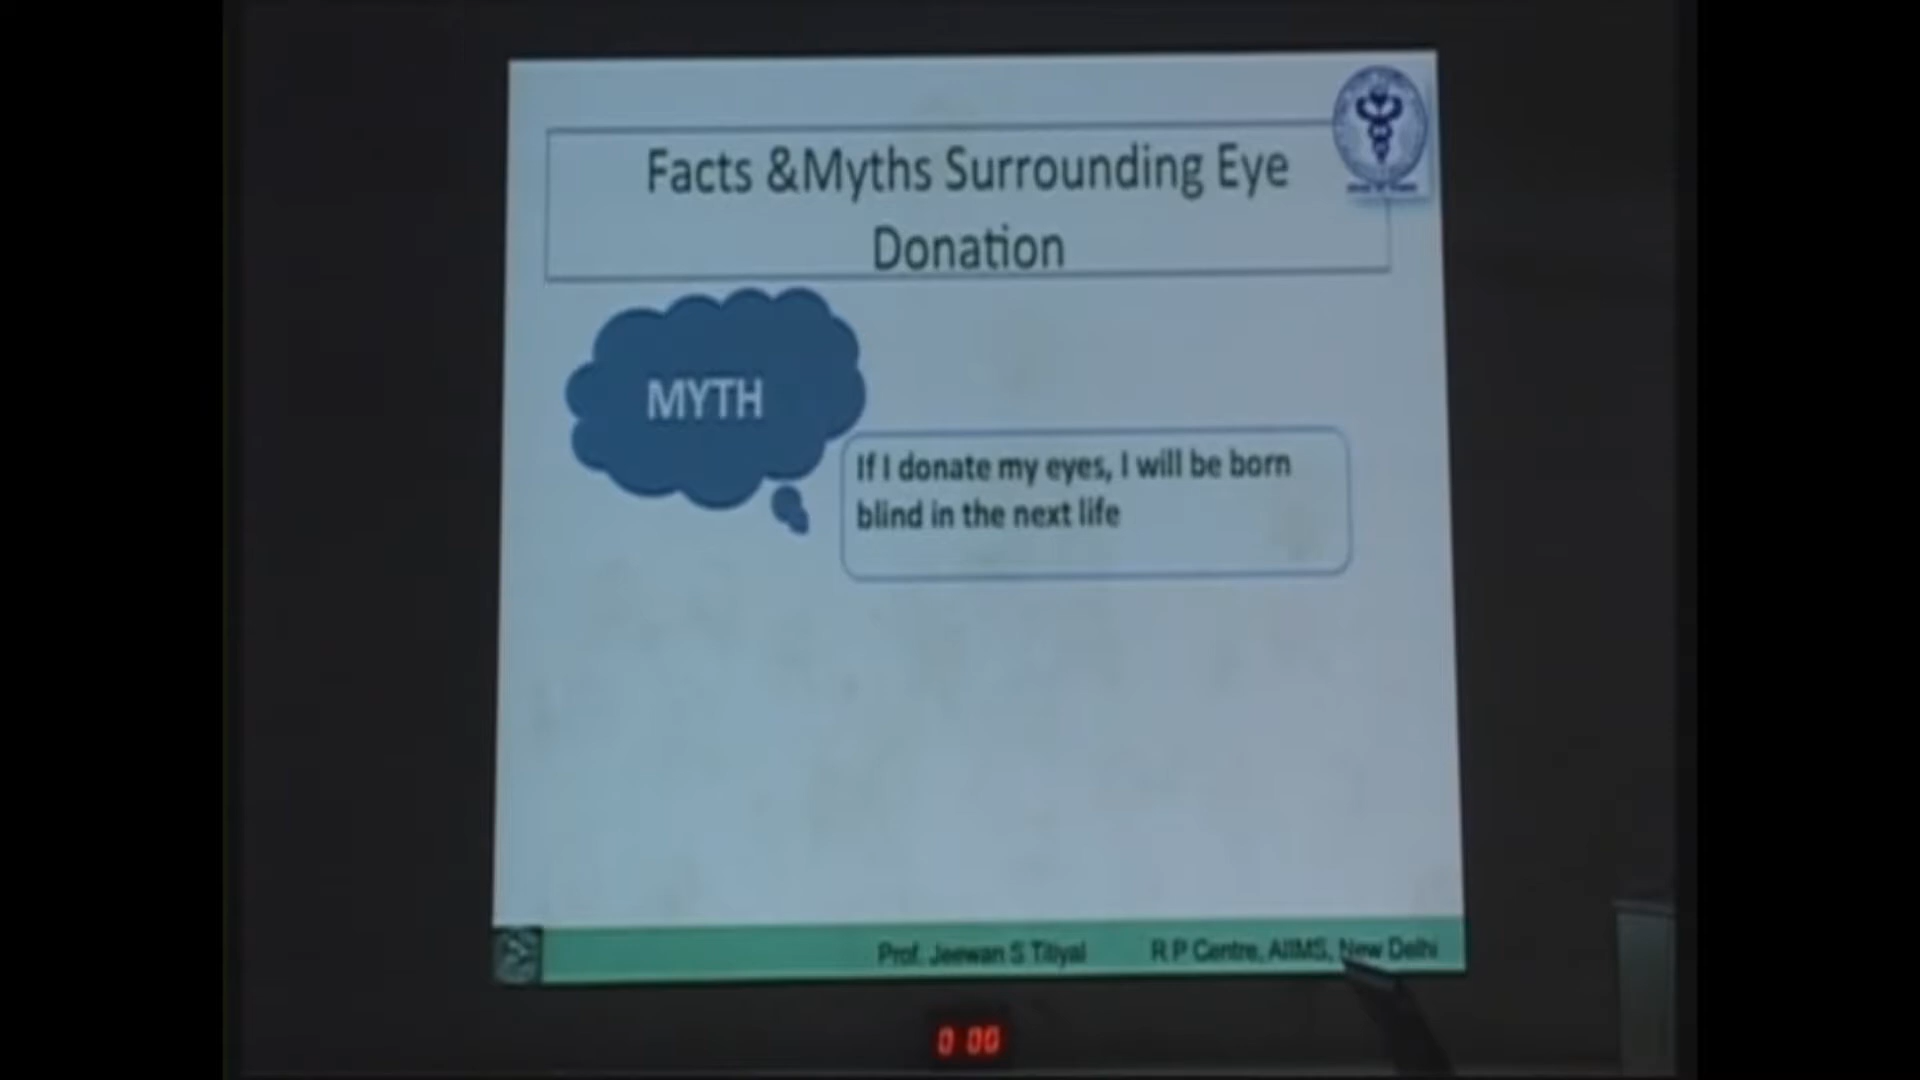 Facts &Myths Surrounding Eye
Donation
MYTH
If I donate my eyes, I will be born
blind in the next life
Prof. Jeewan S Titiyal R P Centre, AIIMS, New Delhi
0 00